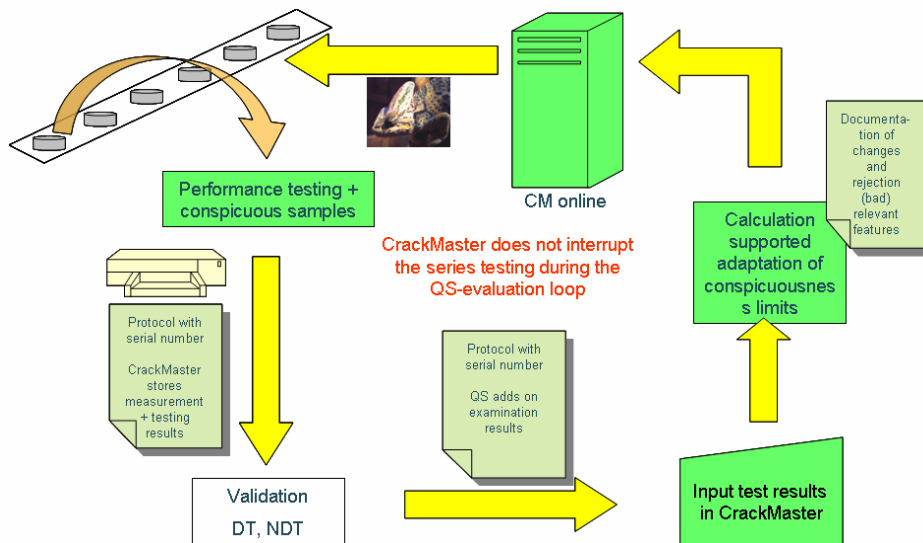 Performance testing +
conspicuous samples
CM online
Documenta-
tion of
changes
and
rejection
(bad)
relevant
features
CrackMaster does not interrupt
the series testing during the
QS-evaluation loop
Calculation
supported
adaptation of
conspicuousnes
s limits
Protocol with
serial number
CrackMaster
stores
measurement
+ testing
results
Protocol with
serial number
QS adds on
examination
results
Validation
DT, NDT
Input test results
in CrackMaster